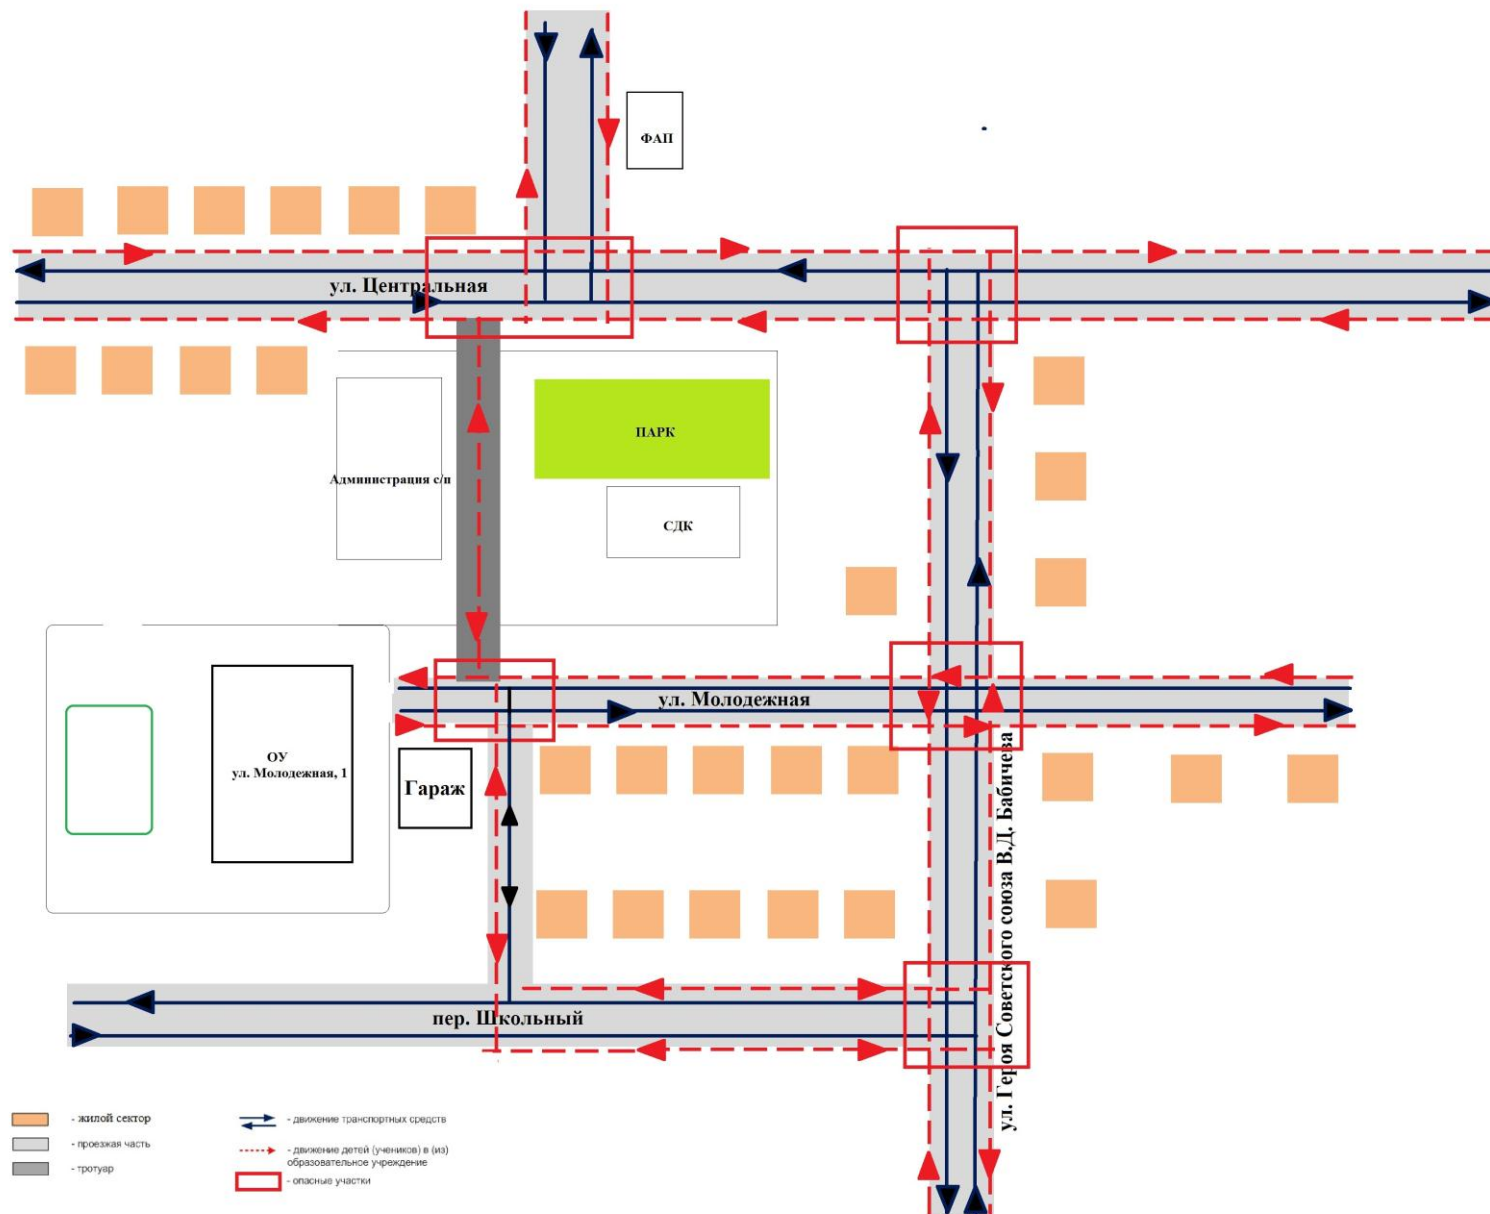 ФАП
ул. Центральная
ПАРК
Администрация с/п
СДК
ул. Молодежная
ОУ
ул. Молодежная, 1
Гараж
ул. Героя Советского союза В.Д. Бабичева
пер. Школьный
- жилой сектор
- проезжая часть
- тротуар
- движение транспортных средств
- движение детей (учеников) в (из)
образовательное учреждение
- опасные участки